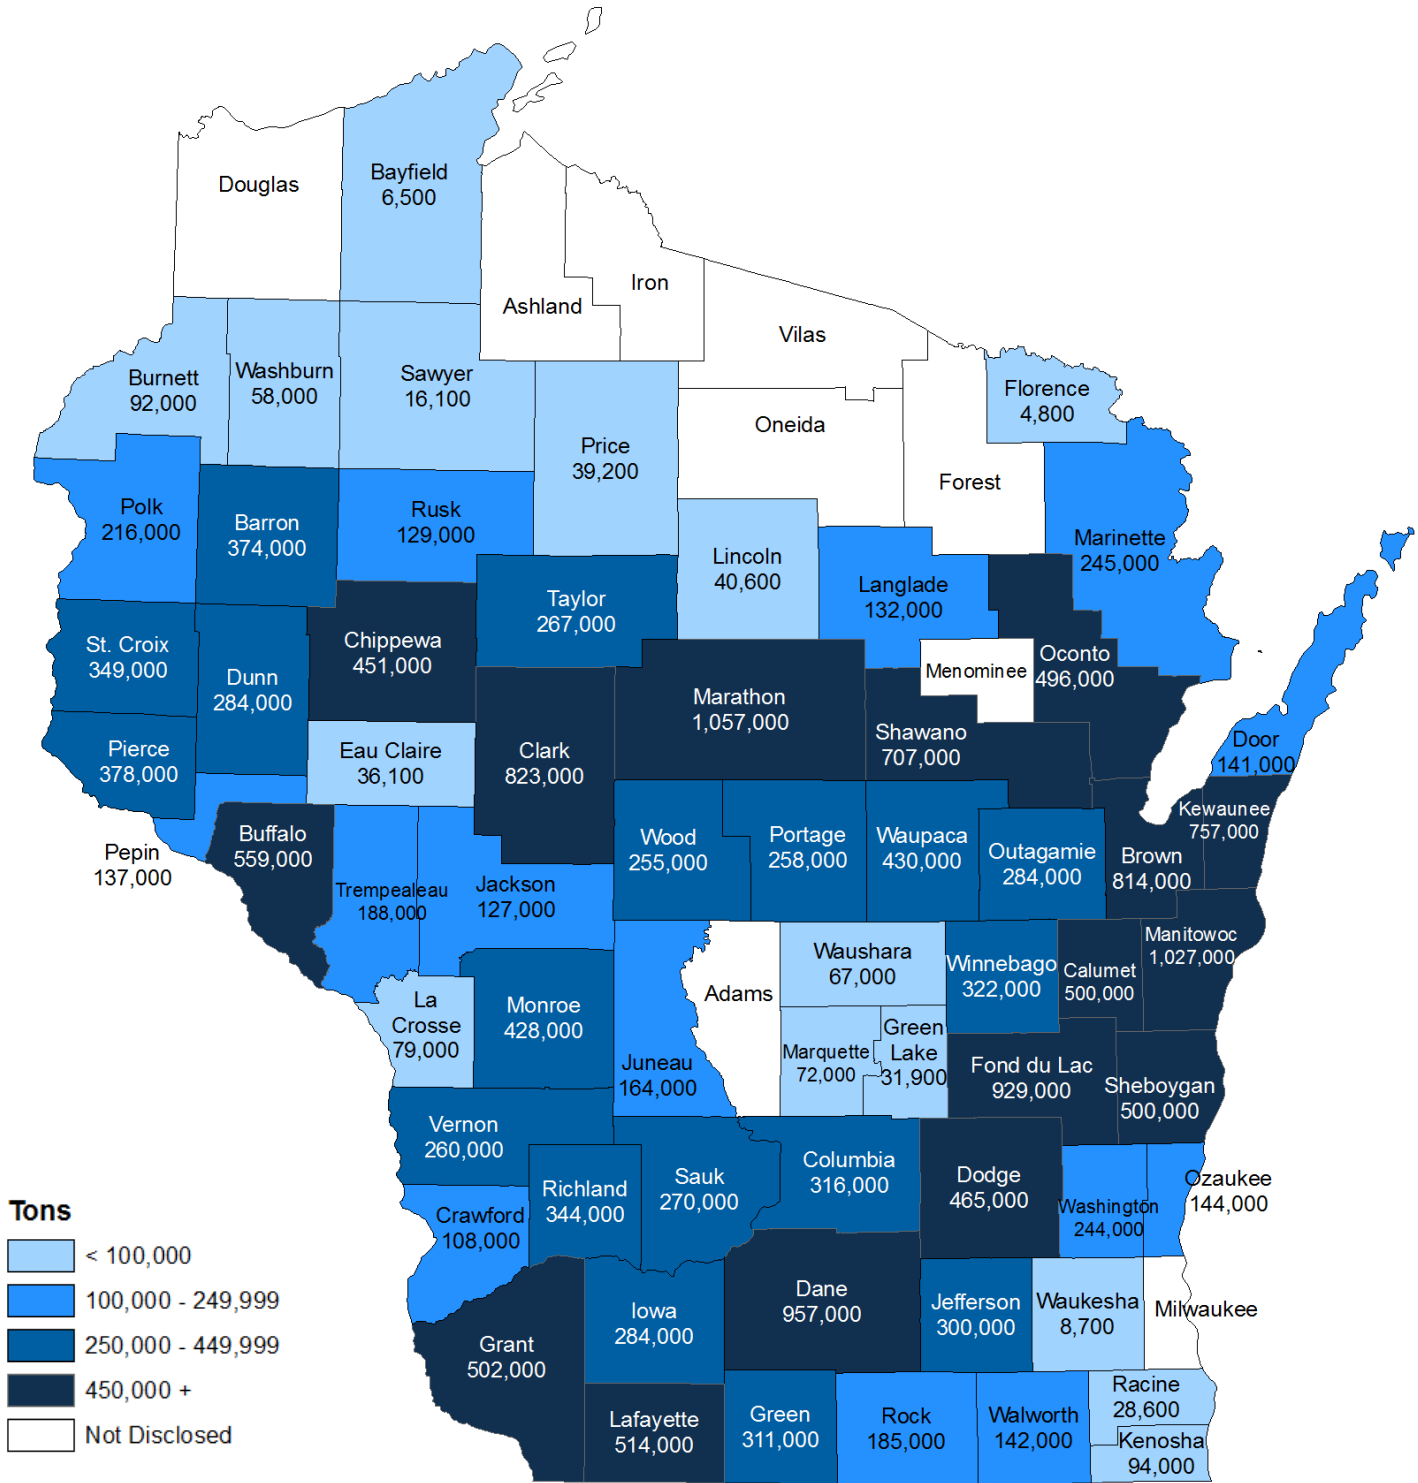 Douglas
Bayfield
6,500
Ashland
Iron
Vilas
Burnett
92,000
Washburn
58,000
Sawyer
16,100
Price
39,200
Oneida
Forest
Florence
4,800
Polk
216,000
Barron
374,000
Rusk
129,000
Taylor
267,000
Lincoln
40,600
Langlade
132,000
Marinette
245,000
St. Croix
349,000
Dunn
284,000
Chippewa
451,000
Marathon
1,057,000
Menominee
Oconto
496,000
Shawano
707,000
Pierce
378,000
Eau Claire
36,100
Clark
823,000
Door
141,000
Pepin
137,000
Buffalo
559,000
Trempealeau
188,000
Jackson
127,000
Wood
255,000
Portage
258,000
Waupaca
430,000
Outagamie
284,000
Brown
814,000
Kewaunee
757,000
La
Crosse
79,000
Monroe
428,000
Juneau
164,000
Adams
Waushara
67,000
Winnebago
322,000
Calumet
500,000
Manitowoc
1,027,000
Marquette
72,000
Green
Lake
31,900
Fond du Lac
929,000
Sheboygan
500,000
Vernon
260,000
Richland
344,000
Sauk
270,000
Columbia
316,000
Dodge
465,000
Washington
244,000
Ozaukee
144,000
Crawford
108,000
Grant
502,000
Iowa
284,000
Dane
957,000
Jefferson
300,000
Waukesha
8,700
Milwaukee
Lafayette
514,000
Green
311,000
Rock
185,000
Walworth
142,000
Racine
28,600
Kenosha
94,000
Tons
< 100,000
100,000 - 249,999
250,000 - 449,999
450,000 +
Not Disclosed